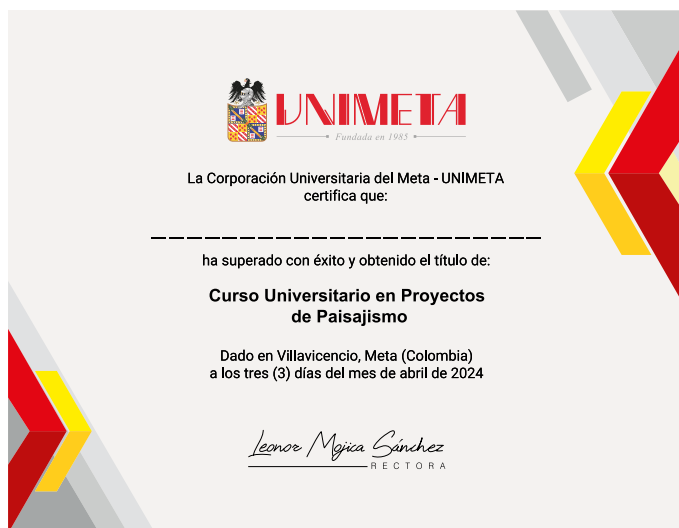 UNIMETA
Fundada en 1985
La Corporación Universitaria del Meta - UNIMETA
certifica que:
ha superado con éxito y obtenido el título de:
Curso Universitario en Proyectos
de Paisajismo
Dado en Villavicencio, Meta (Colombia)
a los tres (3) días del mes de abril de 2024
Leonor Mojica Sánchez
RECTORA